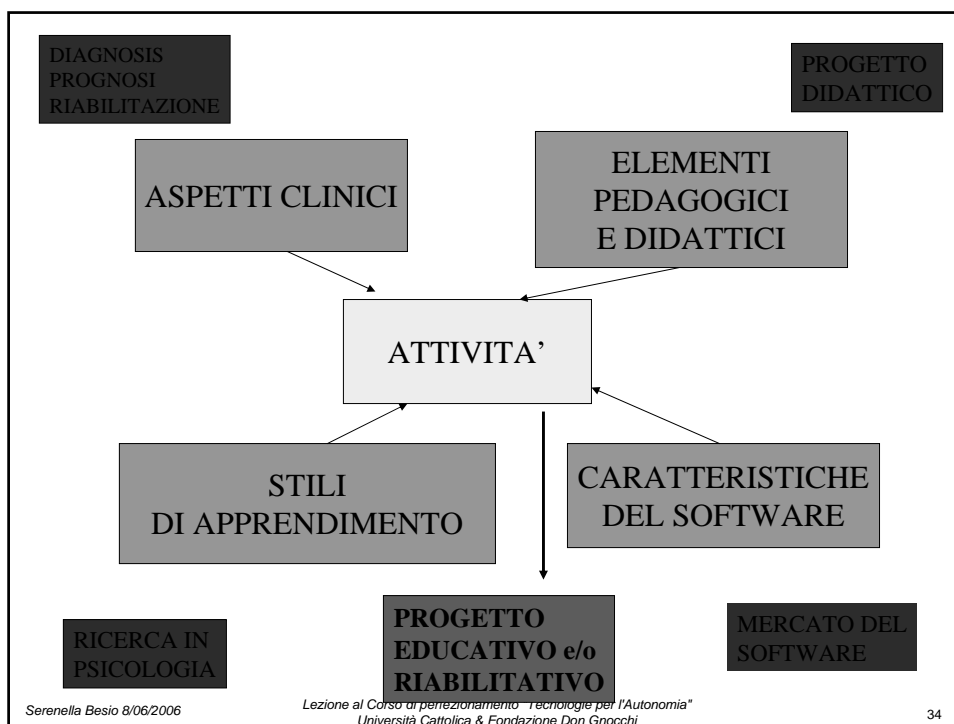 DIAGNOSIS
PROGNOSI
RIABILITAZIONE
PROGETTO
DIDATTICO
ASPETTI CLINICI
ELEMENTI
PEDAGOGICI
E DIDATTICI
ATTIVITA’
STILI
DI APPRENDIMENTO
CARATTERISTICHE
DEL SOFTWARE
RICERCA IN
PSICOLOGIA
PROGETTO
EDUCATIVO e/o
RIABILITATIVO
MERCATO DEL
SOFTWARE
Serenella Besio 8/06/2006
Lezione al Corso di perfezionamento "Tecnologie per l'Autonomia"
Università Cattolica & Fondazione Don Gnocchi
34